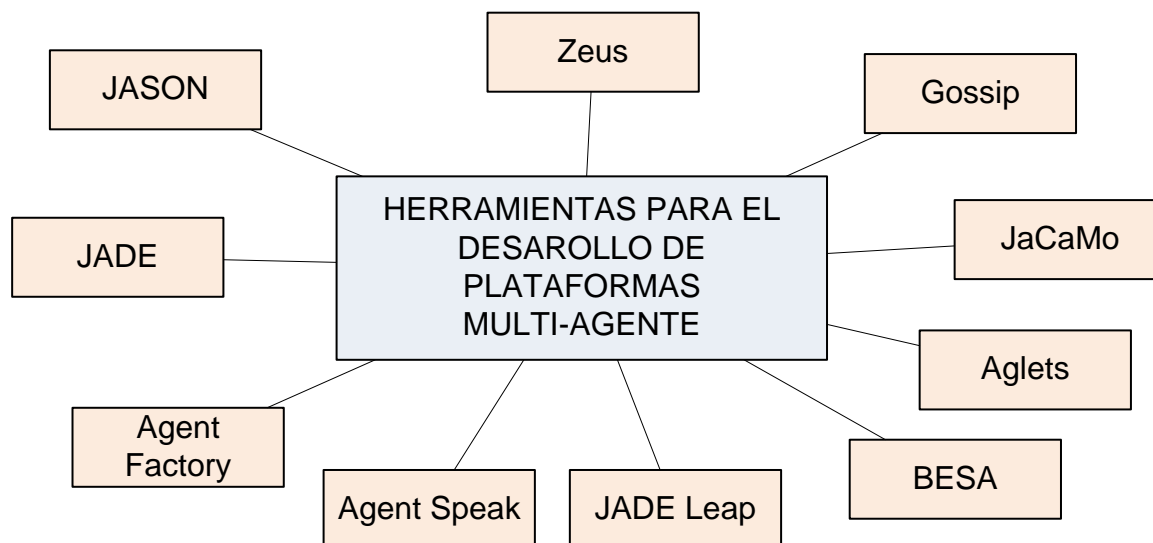 Zeus
JASON
Gossip
HERRAMIENTAS PARA EL
DESAROLLO DE
PLATAFORMAS
MULTI-AGENTE
JADE
JaCaMo
Aglets
Agent
Factory
BESA
Agent Speak
JADE Leap